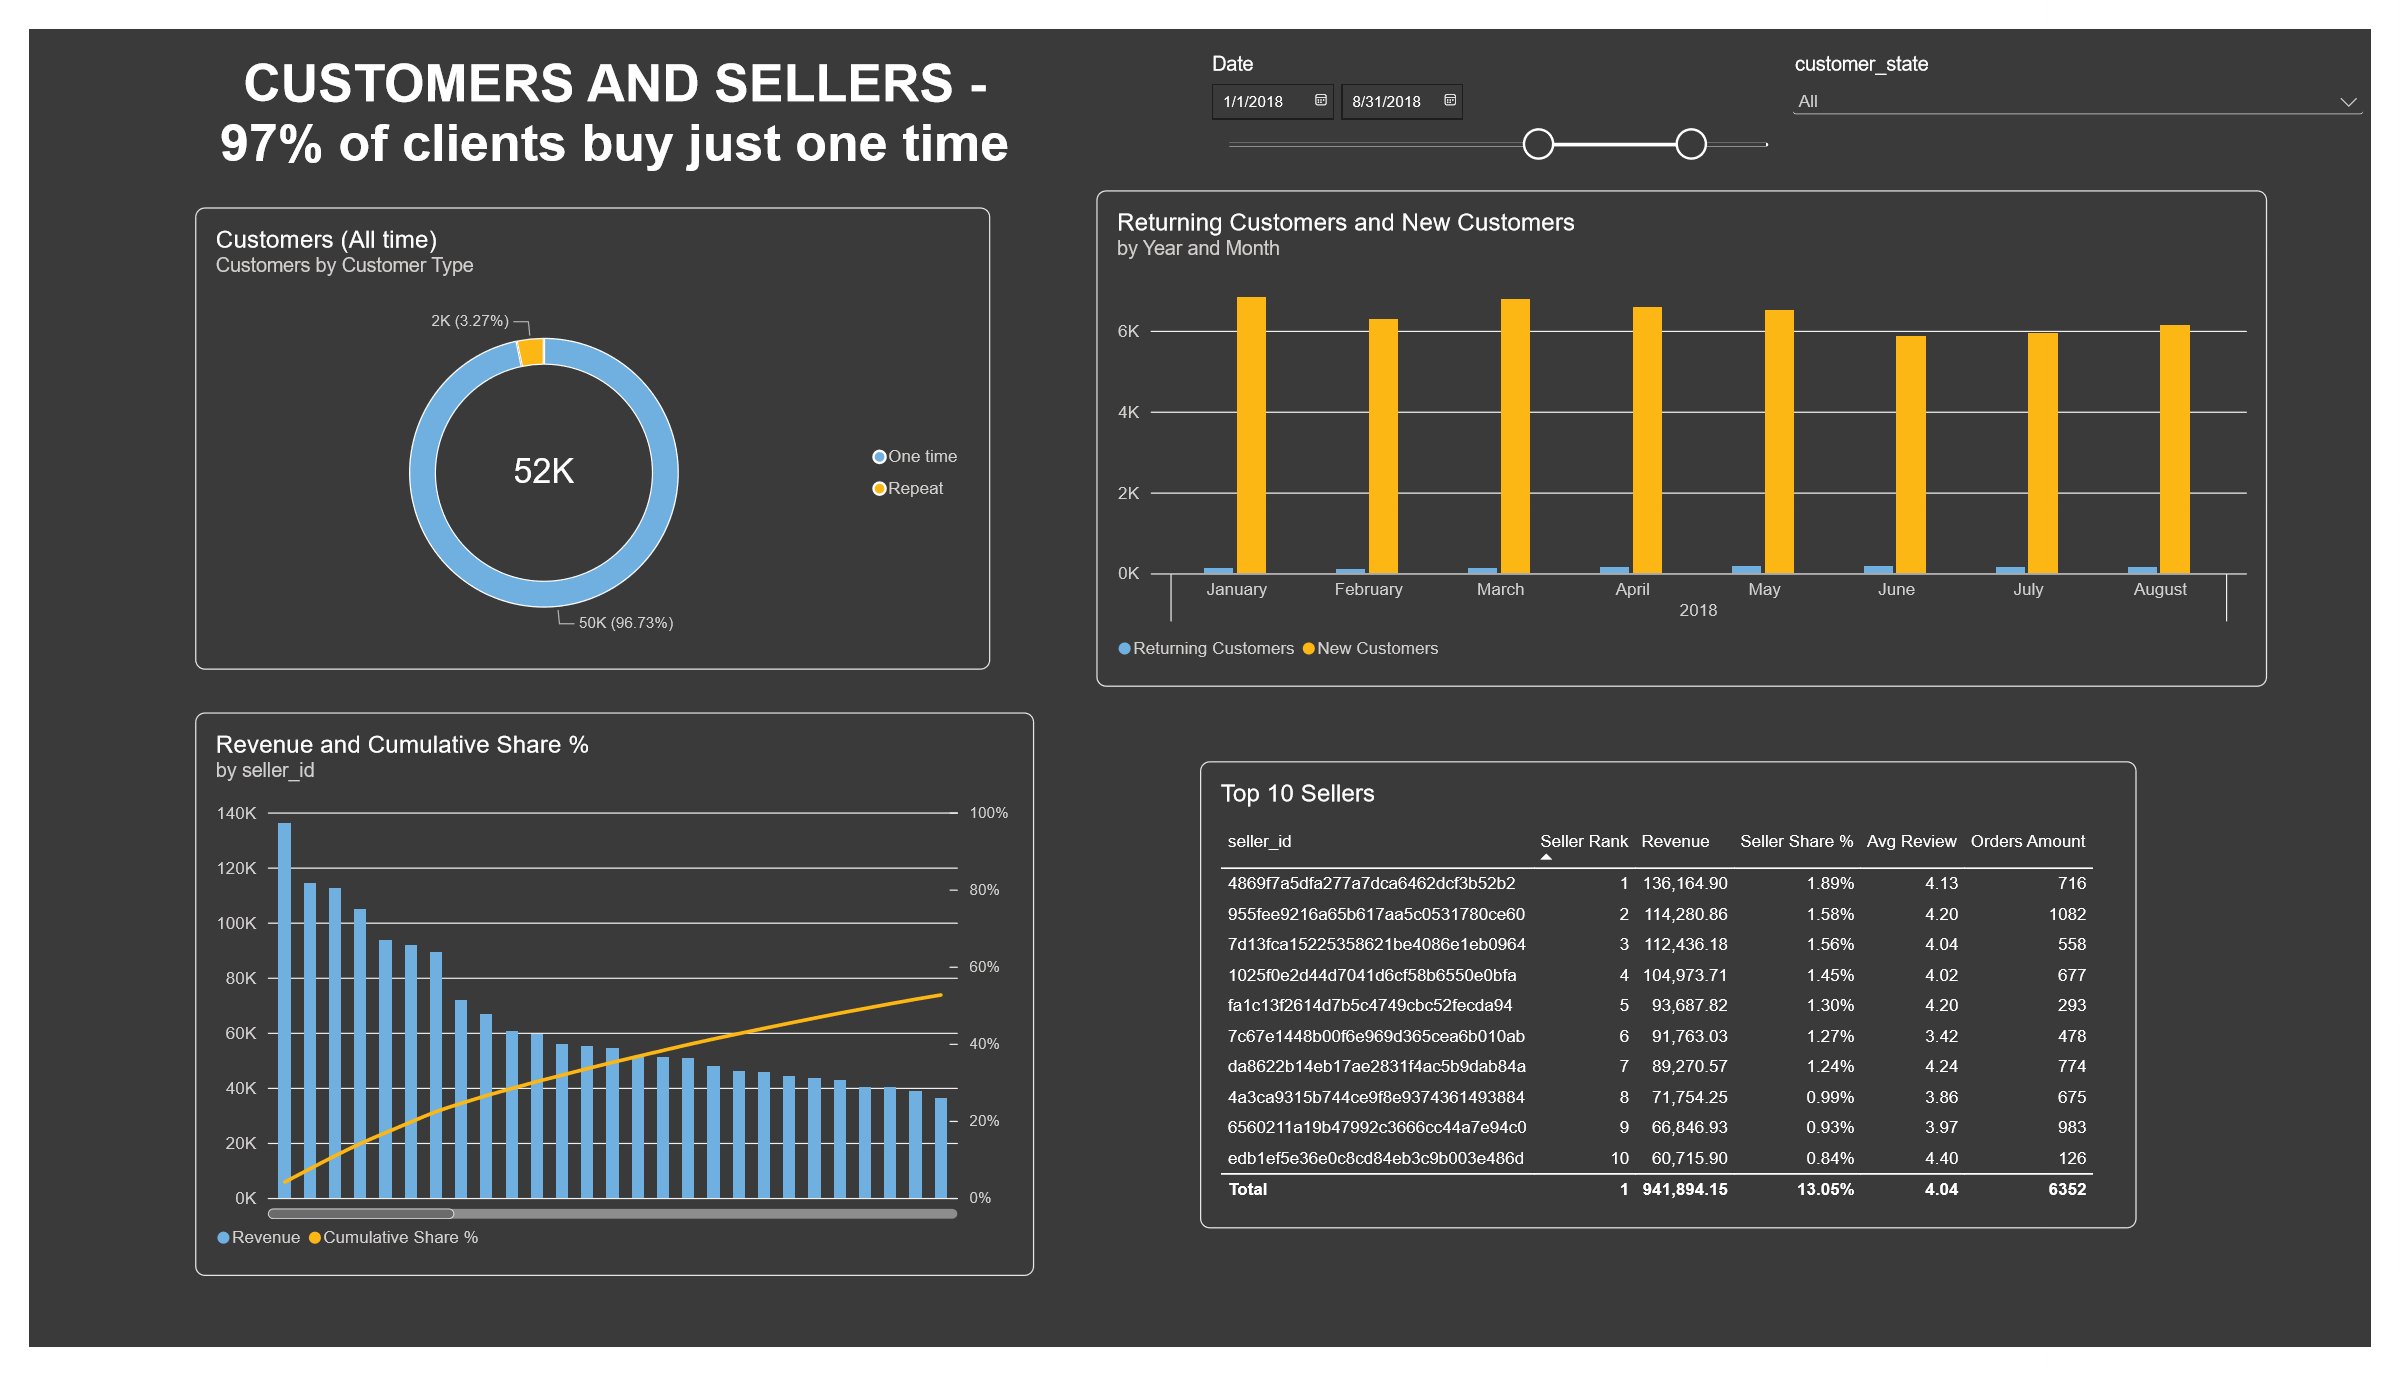 CUSTOMERS AND SELLERS -
97% of clients buy just one time
Date
1/1/2018
8/31/2018
customer_state
All
Customers (All time)
Customers by Customer Type
2K (3.27%)
52K
50K (96.73%)
One time
Repeat
Returning Customers and New Customers
by Year and Month
6K
4K
2K
0K
January February March April May June July August
2018
Returning Customers New Customers
Revenue and Cumulative Share %
by seller_id
140K 100%
120K
80%
100K
60%
80K
60K
40%
40K
20%
20K
0K 0%
Revenue Cumulative Share %
Top 10 Sellers
seller_id Seller Rank Revenue Seller Share % Avg Review Orders Amount
4869f7a5dfa277a7dca6462dcf3b52b2 1 136,164.90 1.89% 4.13 716
955fee9216a65b617aa5c0531780ce60 2 114,280.86 1.58% 4.20 1082
7d13fca15225358621be4086e1eb0964 3 112,436.18 1.56% 4.04 558
1025f0e2d44d7041d6cf58b6550e0bfa 4 104,973.71 1.45% 4.02 677
fa1c13f2614d7b5c4749cbc52fecda94 5 93,687.82 1.30% 4.20 293
7c67e1448b00f6e969d365cea6b010ab 6 91,763.03 1.27% 3.42 478
da8622b14eb17ae2831f4ac5b9dab84a 7 89,270.57 1.24% 4.24 774
4a3ca9315b744ce9f8e9374361493884 8 71,754.25 0.99% 3.86 675
6560211a19b47992c3666cc44a7e94c0 9 66,846.93 0.93% 3.97 983
edb1ef5e36e0c8cd84eb3c9b003e486d 10 60,715.90 0.84% 4.40 126
Total 1 941,894.15 13.05% 4.04 6352